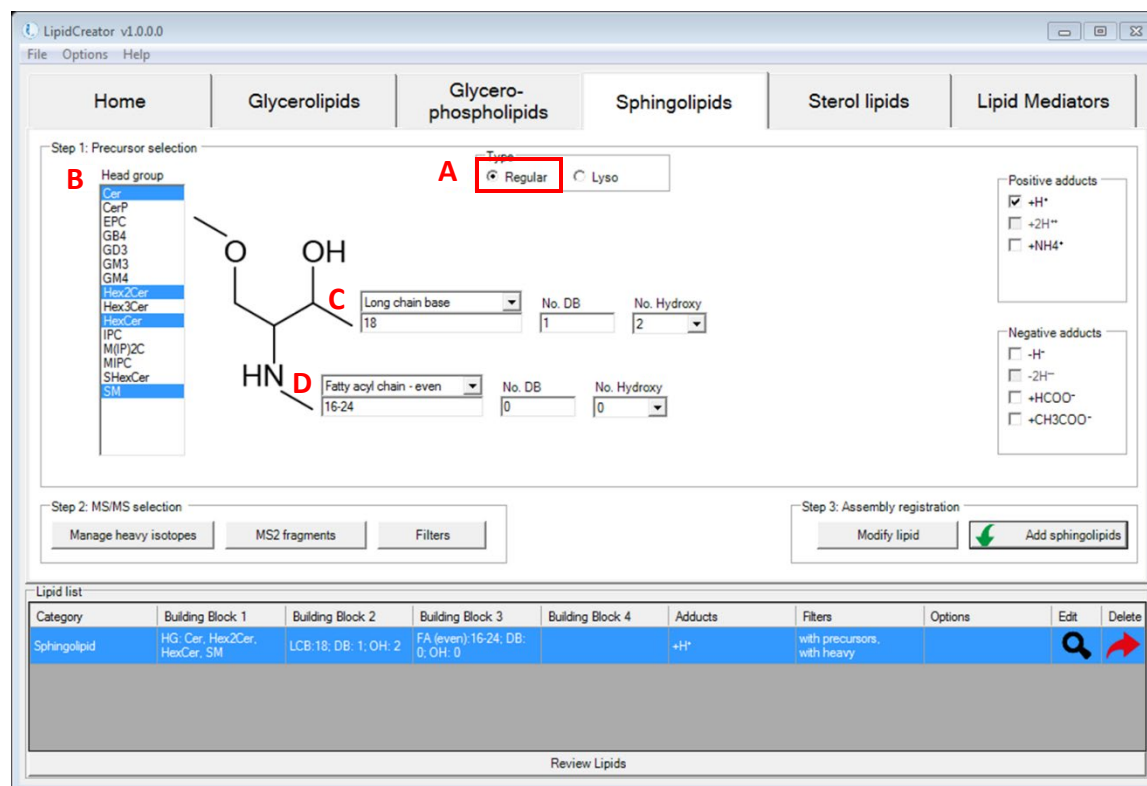 LipidCreator v1.0.0.0
File Options Help
Home
Glycerolipids
Glycero-
phospholipids
Sphingolipids
Sterol lipids
Lipid Mediators
Step 1: Precursor selection
Type
A
Regular
Lyso
B
Head group
Cer
CerP
EPC
GB4
GD3
GM3
GM4
Hex2Cer
Hex3Cer
HexCer
IPC
M(IP)2C
MIPC
SHexCer
SM
O
OH
HN
C
Long chain base
No. DB
No. Hydroxy
18
1
2
D
Fatty acyl chain - even
No. DB
No. Hydroxy
16-24
0
0
Positive adducts
+H⁺
+2H⁺⁺
+NH4⁺
Negative adducts
-H⁻
-2H⁻⁻
+HCOO⁻
+CH3COO⁻
Step 2: MS/MS selection
Manage heavy isotopes
MS2 fragments
Filters
Step 3: Assembly registration
Modify lipid
Add sphingolipids
Lipid list
Category Building Block 1 Building Block 2 Building Block 3 Building Block 4 Adducts Filters Options Edit Delete
Sphingolipid
HG: Cer, Hex2Cer,
HexCer, SM
LCB:18; DB: 1; OH: 2
FA (even):16-24; DB:
0; OH: 0
+H⁺
with precursors,
with heavy
Review Lipids